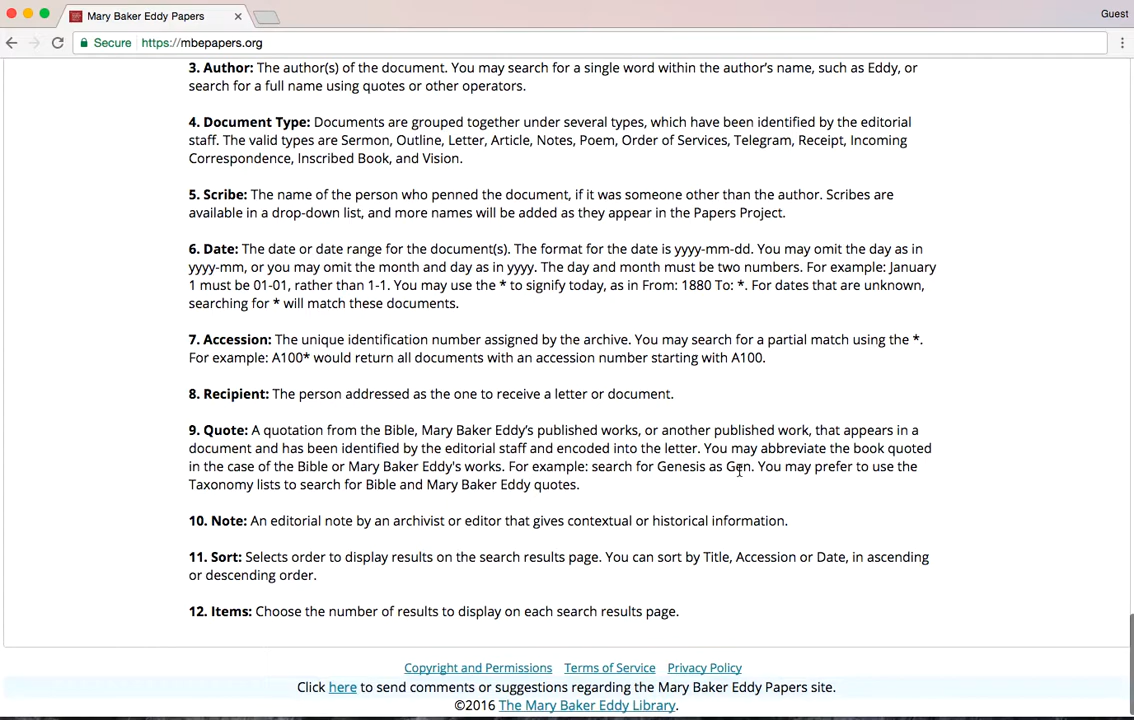 Mary Baker Eddy Papers
Guest
Secure https://mbepapers.org
3. Author: The author(s) of the document. You may search for a single word within the author's name, such as Eddy, or
search for a full name using quotes or other operators.
4. Document Type: Documents are grouped together under several types, which have been identified by the editorial
staff. The valid types are Sermon, Outline, Letter, Article, Notes, Poem, Order of Services, Telegram, Receipt, Incoming
Correspondence, Inscribed Book, and Vision.
5. Scribe: The name of the person who penned the document, if it was someone other than the author. Scribes are
available in a drop-down list, and more names will be added as they appear in the Papers Project.
6. Date: The date or date range for the document(s). The format for the date is yyyy-mm-dd. You may omit the day as in
yyyy-mm, or you may omit the month and day as in yyyy. The day and month must be two numbers. For example: January
1 must be 01-01, rather than 1-1. You may use the * to signify today, as in From: 1880 To: *. For dates that are unknown,
searching for * will match these documents.
7. Accession: The unique identification number assigned by the archive. You may search for a partial match using the *.
For example: A100* would return all documents with an accession number starting with A100.
8. Recipient: The person addressed as the one to receive a letter or document.
9. Quote: A quotation from the Bible, Mary Baker Eddy's published works, or another published work, that appears in a
document and has been identified by the editorial staff and encoded into the letter. You may abbreviate the book quoted
in the case of the Bible or Mary Baker Eddy's works. For example: search for Genesis as Gen. You may prefer to use the
Taxonomy lists to search for Bible and Mary Baker Eddy quotes.
10. Note: An editorial note by an archivist or editor that gives contextual or historical information.
11. Sort: Selects order to display results on the search results page. You can sort by Title, Accession or Date, in ascending
or descending order.
12. Items: Choose the number of results to display on each search results page.
Copyright and Permissions Terms of Service Privacy Policy
Click here to send comments or suggestions regarding the Mary Baker Eddy Papers site.
©2016 The Mary Baker Eddy Library.